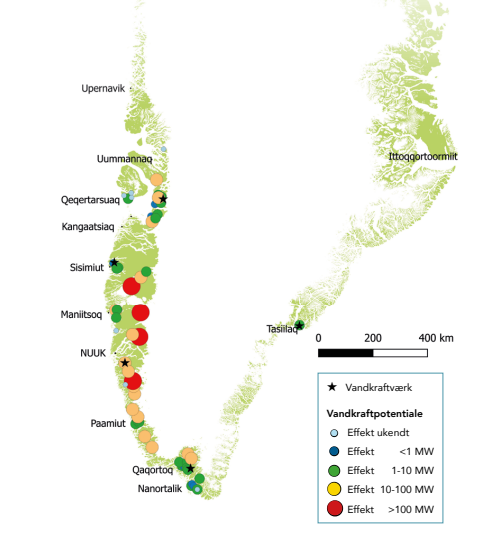 Upernavik
Uummannaq
Ittoqqortoormiit
Qeqertarsuaq
Kangaatsiaq
Sisimiut
Maniitsoq
Tasiilaq
0 200 400 km
NUUK
Vandkraftværk
Vandkraftpotentiale
Effekt ukendt
Effekt <1 MW
Effekt 1-10 MW
Effekt 10-100 MW
Effekt >100 MW
Paamiut
Qaqortoq
Nanortalik